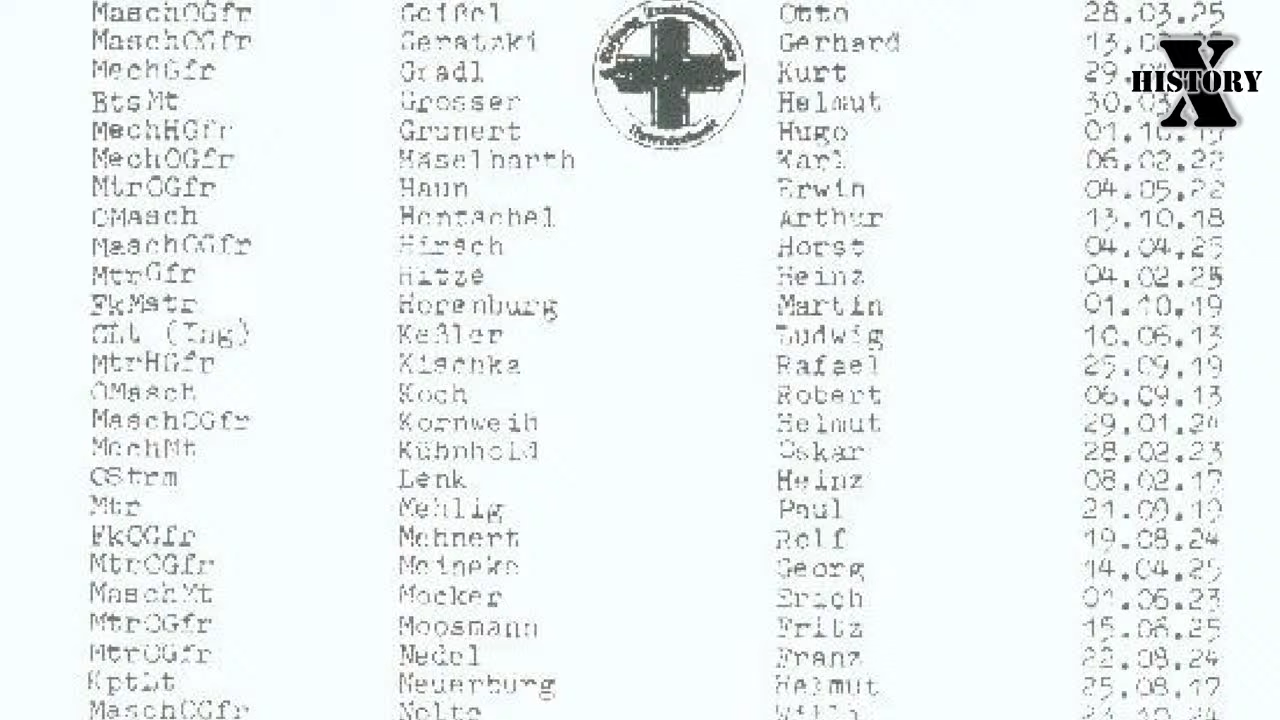 MaschOGfr Geißel Otto 28.03.25
MaschOGfr Geratzki Gerhard
MechGfr Gradl Kurt
BtsMt Grosser Helmut
MechHGfr Grunert Hugo
MechOGfr Häselbarth Karl 06.02.22
MtrOGfr Haun Erwin 04.05.22
OMasch Hentschel Arthur 13.10.18
MaschOGfr Hirsch Horst 04.04.25
MtrGfr Hitze Heinz 04.02.25
FkMstr Horenburg Martin 01.10.19
OLt (Ing) Keßler Ludwig 10.06.13
MtrHGfr Kischka Rafael 25.09.19
OMasch Koch Robert 06.09.13
MaschOGfr Kornweih Helmut 29.01.24
MechMt Kühnhold Oskar 28.02.23
OStrm Lenk Heinz 08.02.17
Mtr Mehlig Paul
FkOGfr Mehnert Rolf 19.08.24
MtrOGfr Meineke Georg 14.04.25
MaschMt Mocker Erich
MtrOGfr Moosmann Fritz 15.06.25
MtrOGfr Nedel Franz 22.08.24
KptLt Neuerburg Helmut 25.08.17
MaschOGfr Nolte
HISTORY
X